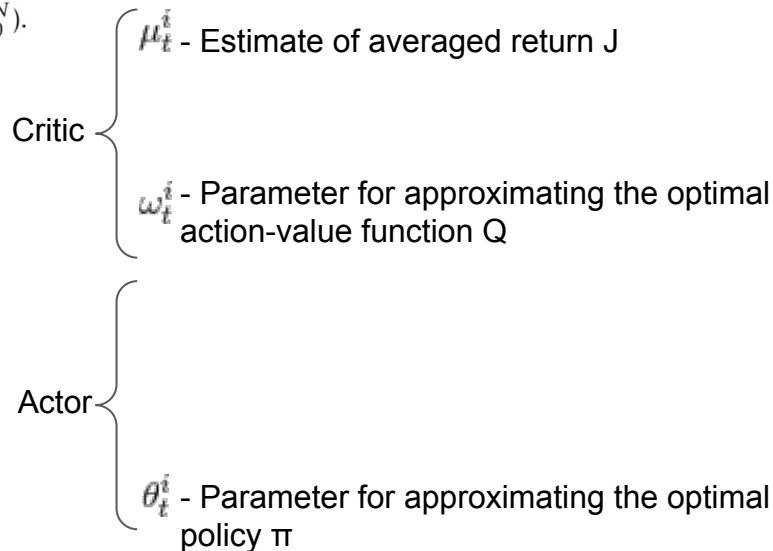 N
0).
μ_t^i - Estimate of averaged return J
Critic
ω_t^i - Parameter for approximating the optimal
action-value function Q
Actor
θ_t^i - Parameter for approximating the optimal
policy π